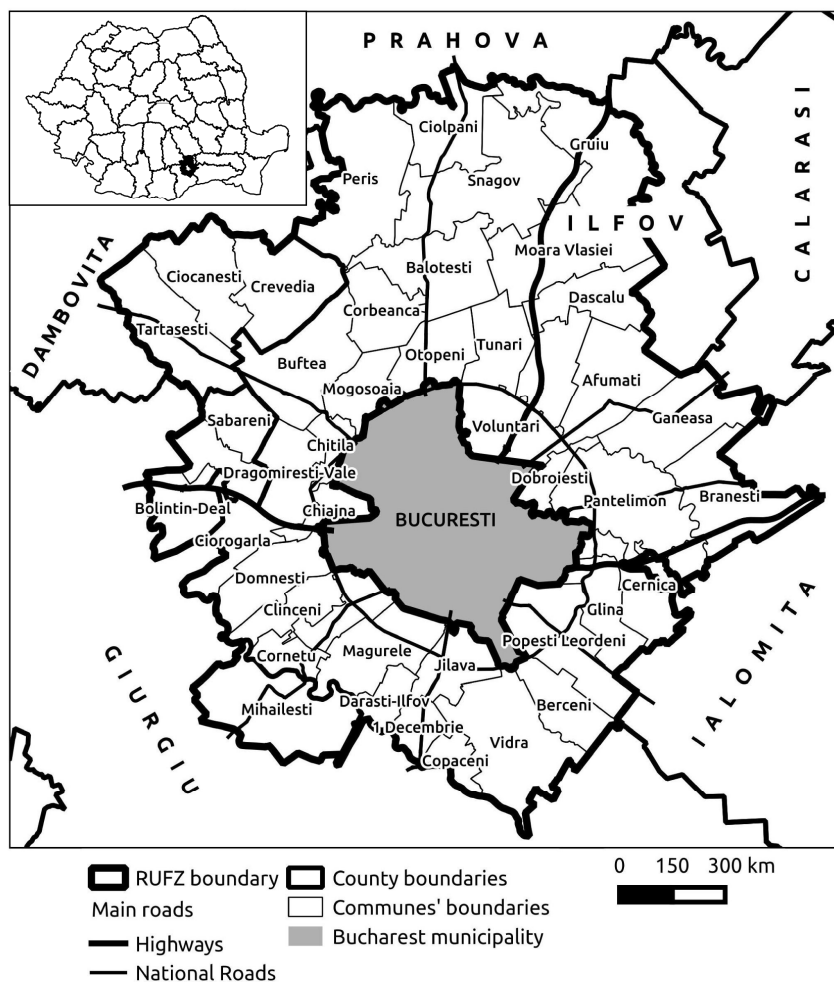 PRAHOVA
CALARASI
Ciolpani
Gruiu
Peris
Snagov
ILFOV
Moara Vlasiei
DAMBOVITA
Ciocanesti
Crevedia
Balotesti
Dascalu
Corbeanca
Tartasesti
Tunari
Otopeni
Buftea
Afumati
Mogosoaia
Ganeasa
Sabareni
Voluntari
Chitila
Dragomiresti-Vale
Dobroiesti
Pantelimon
Branesti
Bolintin-Deal
Chiajna
BUCURESTI
Ciorogarla
Domnesti
Cernica
Clinceni
Glina
Popesti Leordeni
Cornetu
Magurele
Jilava
GIURGIU
IALOMITA
Mihailesti
Darasti-Ilfov
Berceni
1 Decembrie
Vidra
Copaceni
RUFZ boundary
County boundaries
0 150 300 km
Main roads
Communes' boundaries
Highways
Bucharest municipality
National Roads